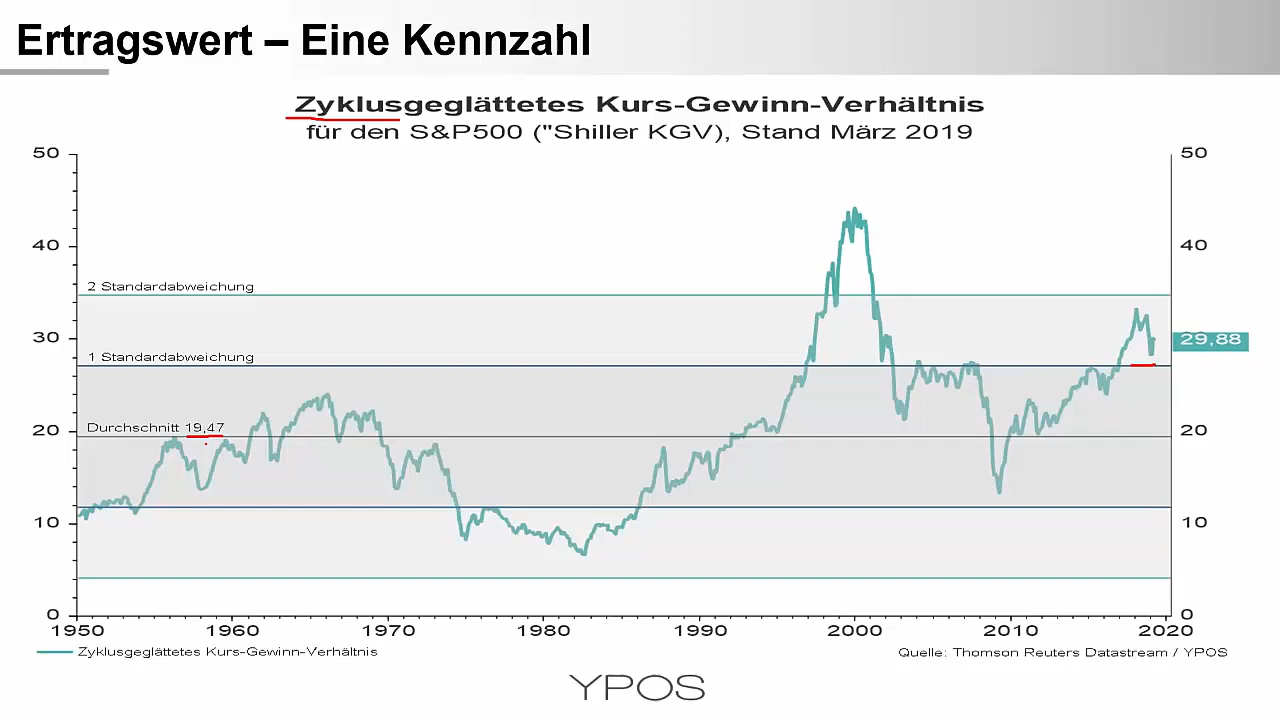 Ertragswert – Eine Kennzahl
Zyklusgeglättetes Kurs-Gewinn-Verhältnis
für den S&P500 ("Shiller KGV), Stand März 2019
50 50
40 40
2 Standardabweichung
30 29,88
1 Standardabweichung
20 20
Durchschnitt 19,47
10 10
0 0
1950 1960 1970 1980 1990 2000 2010 2020
Zyklusgeglättetes Kurs-Gewinn-Verhältnis
Quelle: Thomson Reuters Datastream / YPOS
YPOS